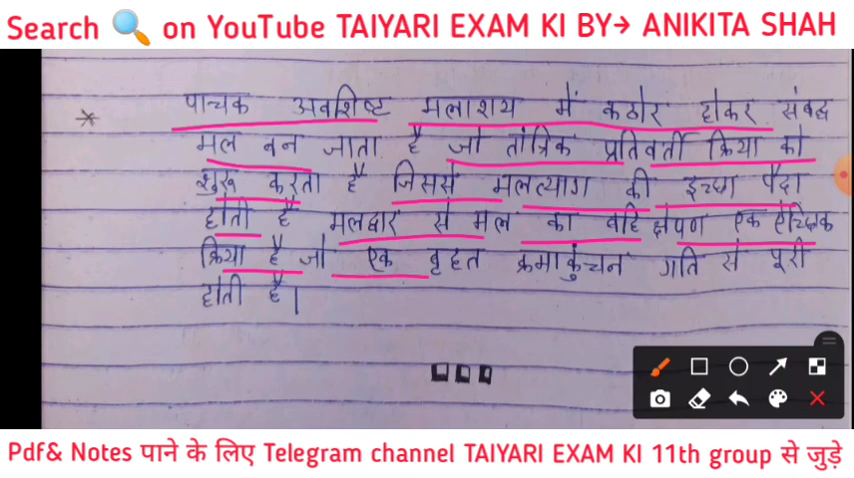 Search 🔍 on YouTube TAIYARI EXAM KI BY→ ANIKITA SHAH
* पाचक अवशिष्ट मलाशय में कठोर होकर संबद्ध
मल बन जाता है जो तांत्रिक प्रतिवर्ती क्रिया को
शुरू करता है जिससे मलत्याग की इच्छा पैदा
होती है मलद्वार से मल का बहि क्षेपण एक ऐच्छिक
क्रिया है जो एक वृहत क्रमाकुंचन गति से पूरी
होती है।
Pdf& Notes पाने के लिए Telegram channel TAIYARI EXAM KI 11th group से जुड़े